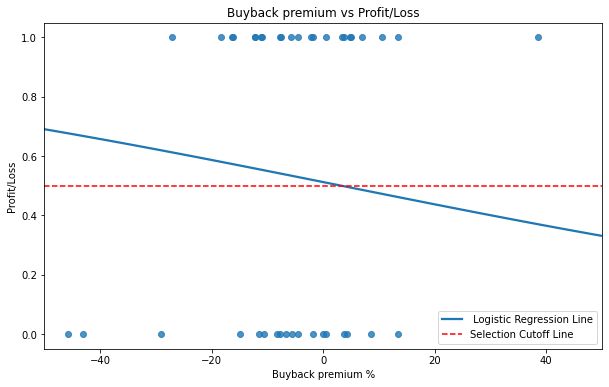 Buyback premium vs Profit/Loss
Profit/Loss
1.0
0.8
0.6
0.4
0.2
0.0
−40
−20
0
20
40
Buyback premium %
Logistic Regression Line
Selection Cutoff Line